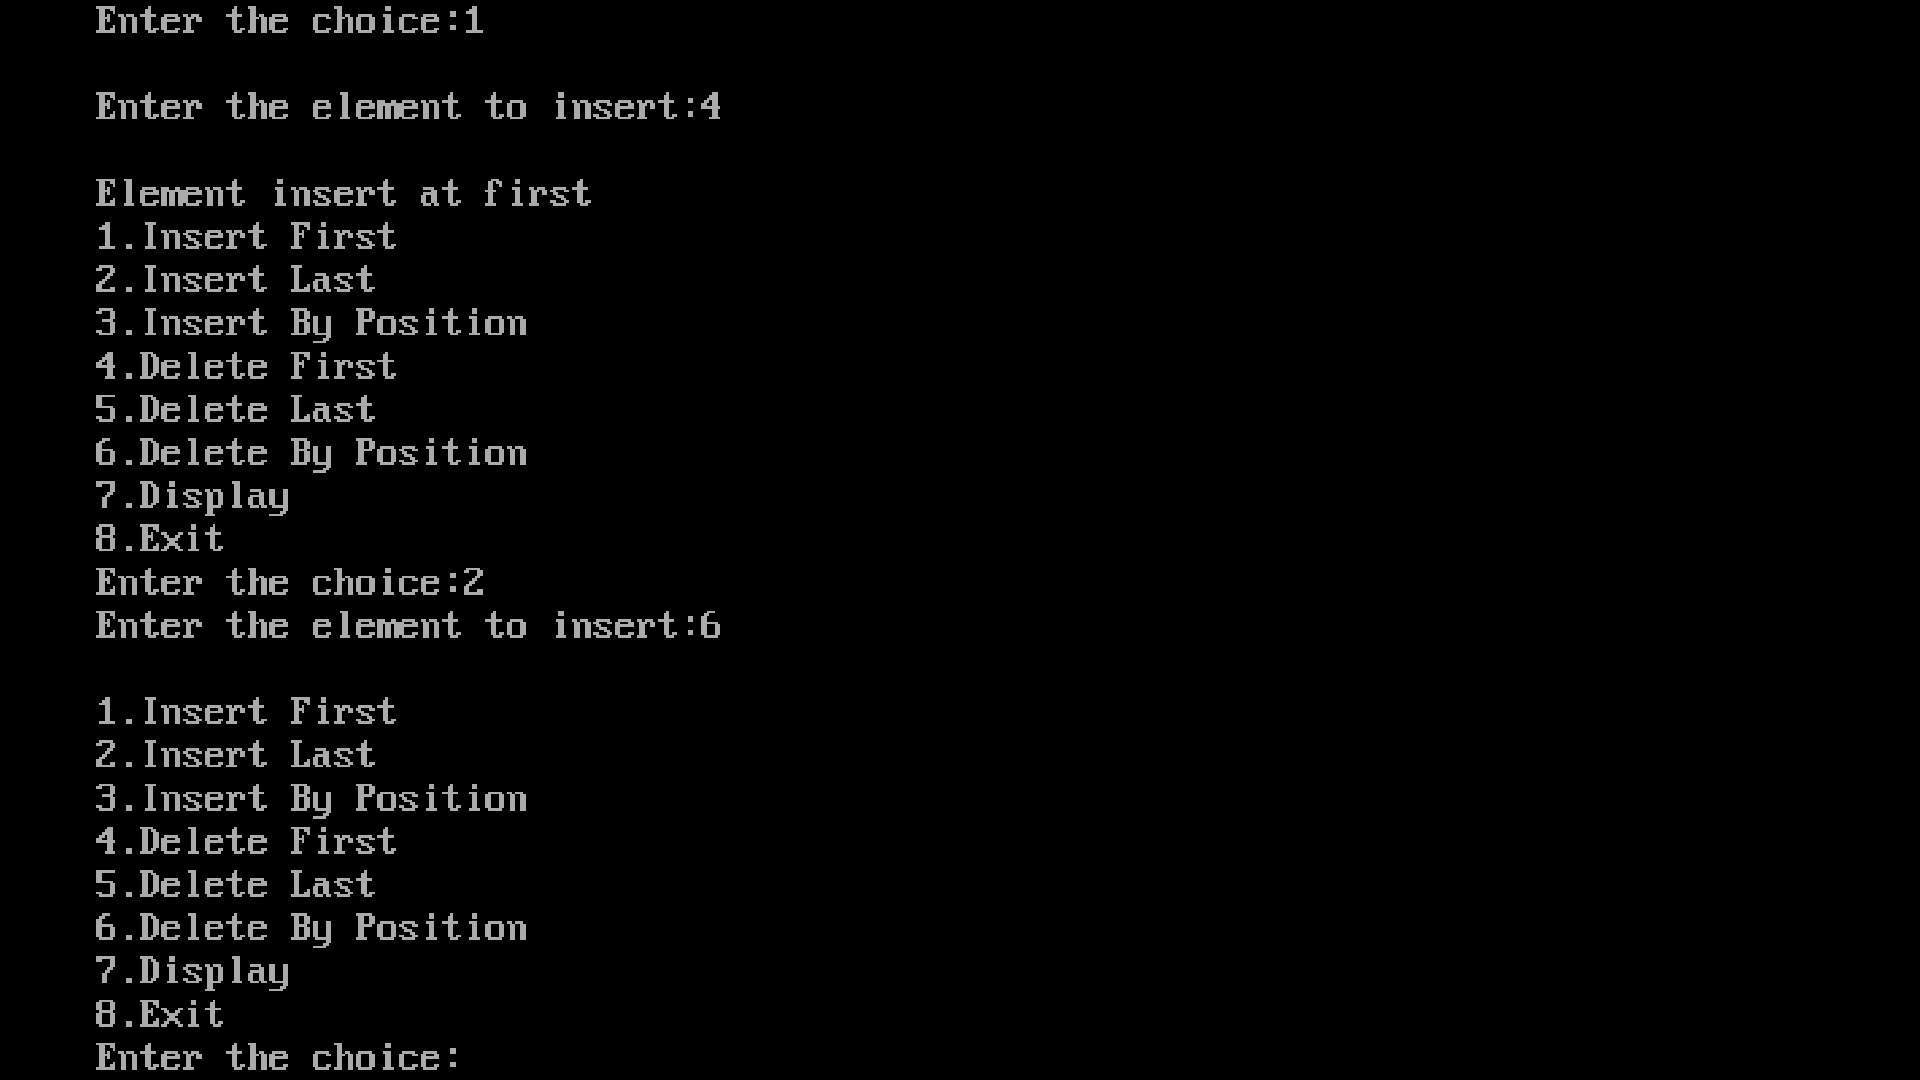 Enter the choice:1
Enter the element to insert:4
Element insert at first
1.Insert First
2.Insert Last
3.Insert By Position
4.Delete First
5.Delete Last
6.Delete By Position
7.Display
8.Exit
Enter the choice:2
Enter the element to insert:6
1.Insert First
2.Insert Last
3.Insert By Position
4.Delete First
5.Delete Last
6.Delete By Position
7.Display
8.Exit
Enter the choice: